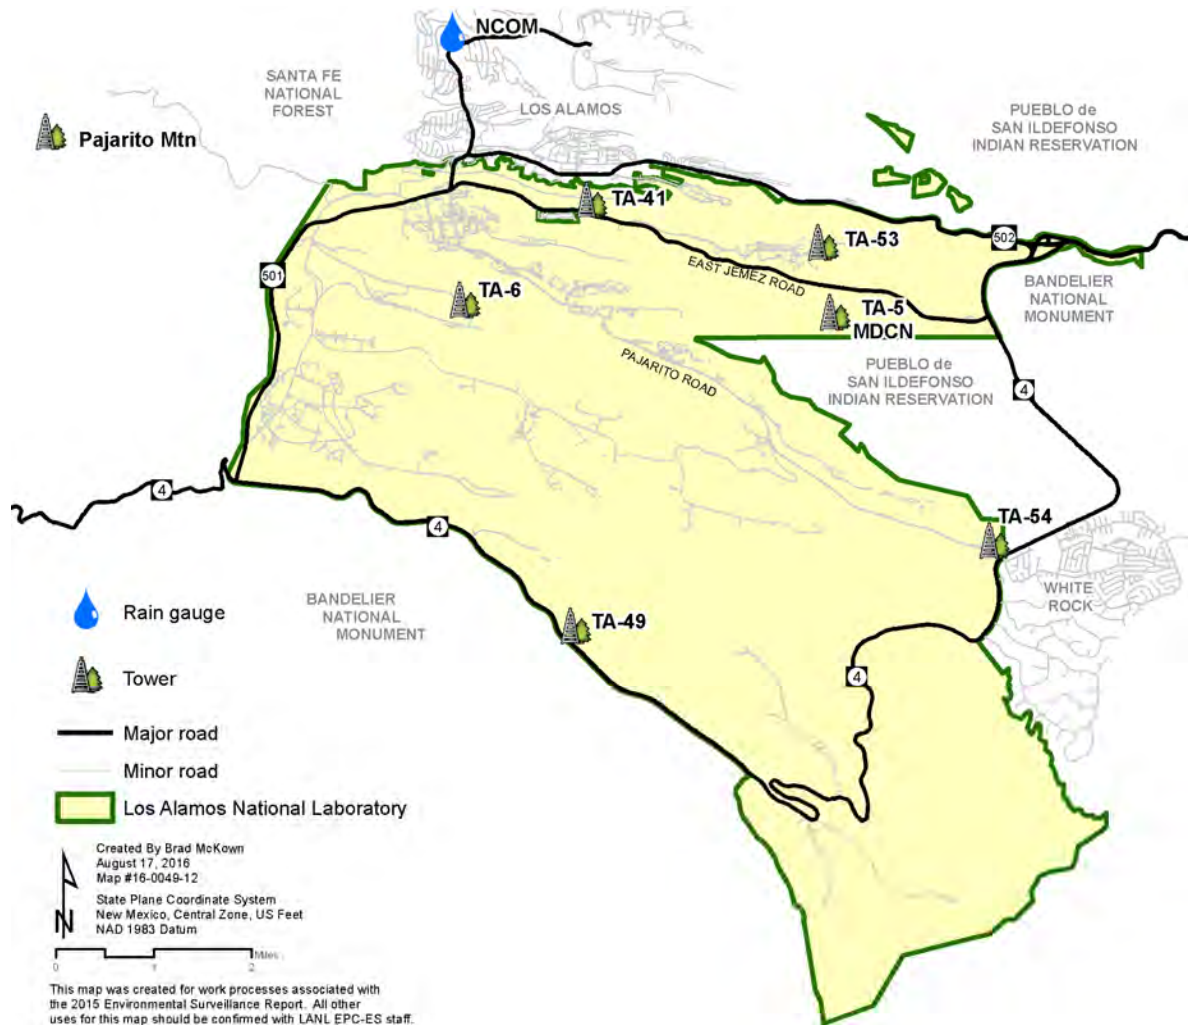 NCOM
SANTA FE
NATIONAL
FOREST
LOS ALAMOS
PUEBLO de
SAN ILDEFONSO
INDIAN RESERVATION
Pajarito Mtn
TA-41
TA-53
502
501
EAST JEMEZ ROAD
BANDELIER
NATIONAL
MONUMENT
TA-6
TA-5
MDCN
PAJARITO ROAD
PUEBLO de
SAN ILDEFONSO
INDIAN RESERVATION
4
4
4
TA-54
WHITE
ROCK
BANDELIER
NATIONAL
MONUMENT
TA-49
4
Rain gauge
Tower
Major road
Minor road
Los Alamos National Laboratory
Created By Brad McKown
August 17, 2016
Map #16-0049-12
N
State Plane Coordinate System
New Mexico, Central Zone, US Feet
NAD 1983 Datum
Miles
0 1 2
This map was created for work processes associated with
the 2015 Environmental Surveillance Report. All other
uses for this map should be confirmed with LANL EPC-ES staff.